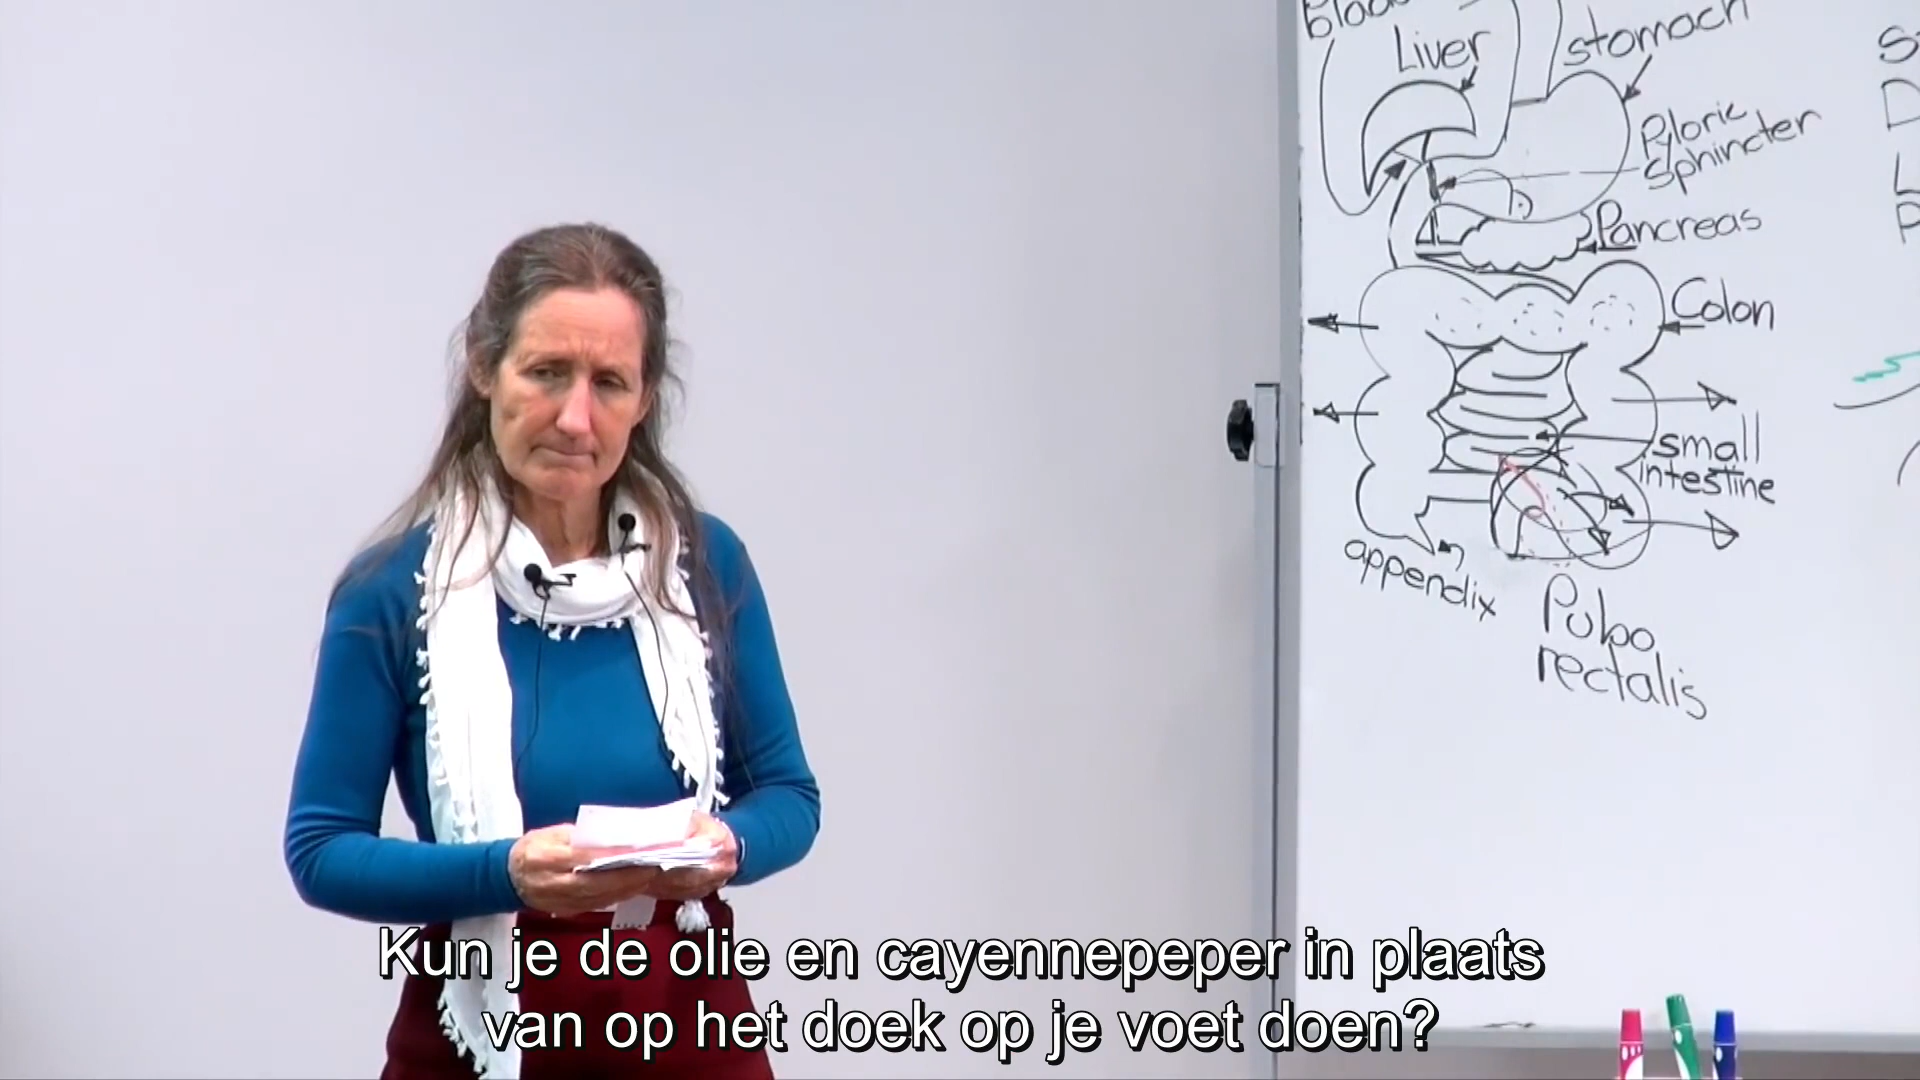 Liver
stomach
Pyloric
sphincter
Pancreas
Colon
small
intestine
appendix
Pubo
rectalis
Kun je de olie en cayennepeper in plaats
van op het doek op je voet doen?